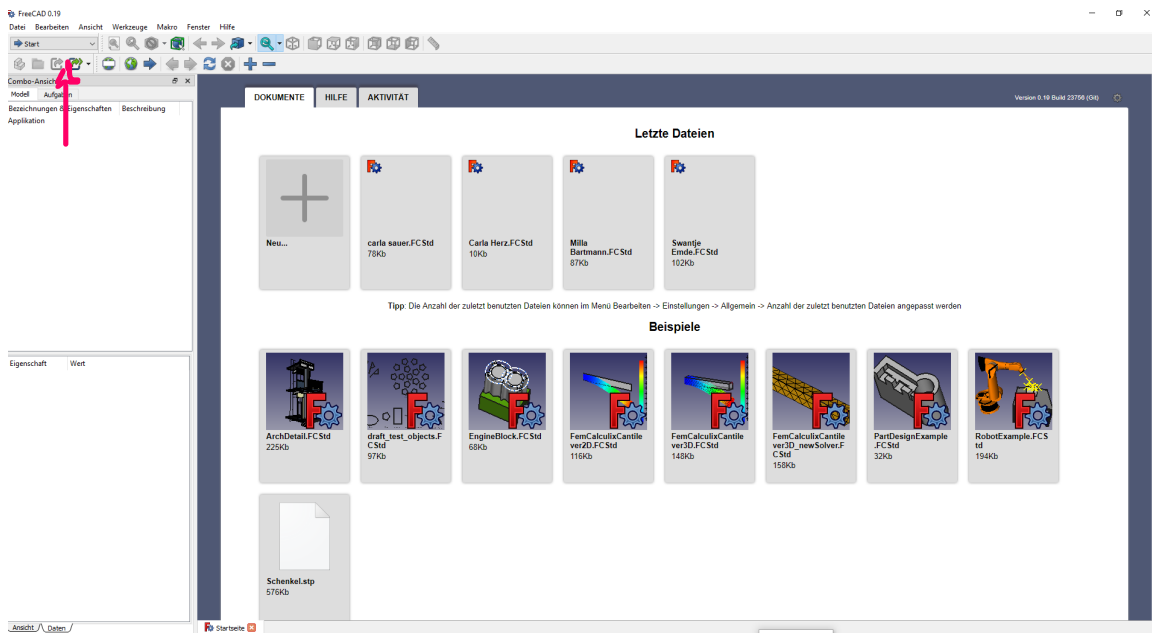 FreeCAD 0.19
Datei Bearbeiten Ansicht Werkzeuge Makro Fenster Hilfe
Start
Combo-Ansich
Modell Aufgaben
Bezeichnungen & Eigenschaften Beschreibung
Applikation
DOKUMENTE HILFE AKTIVITÄT
Version 0.19 Build 23756 (Git)
Letzte Dateien
Neu...
carla sauer.FCStd
78Kb
Carla Herz.FCStd
10Kb
Milla
Bartmann.FCStd
87Kb
Swantje
Emde.FCStd
102Kb
Tipp: Die Anzahl der zuletzt benutzten Dateien können im Menü Bearbeiten -> Einstellungen -> Allgemein -> Anzahl der zuletzt benutzten Dateien angepasst werden
Beispiele
ArchDetail.FCStd
225Kb
draft_test_objects.F
CStd
97Kb
EngineBlock.FCStd
68Kb
FemCalculixCantile
ver2D.FCStd
116Kb
FemCalculixCantile
ver3D.FCStd
148Kb
FemCalculixCantile
ver3D_newSolver.F
CStd
158Kb
PartDesignExample
.FCStd
32Kb
RobotExample.FCS
td
194Kb
Schenkel.stp
576Kb
Eigenschaft Wert
Ansicht Daten
Startseite